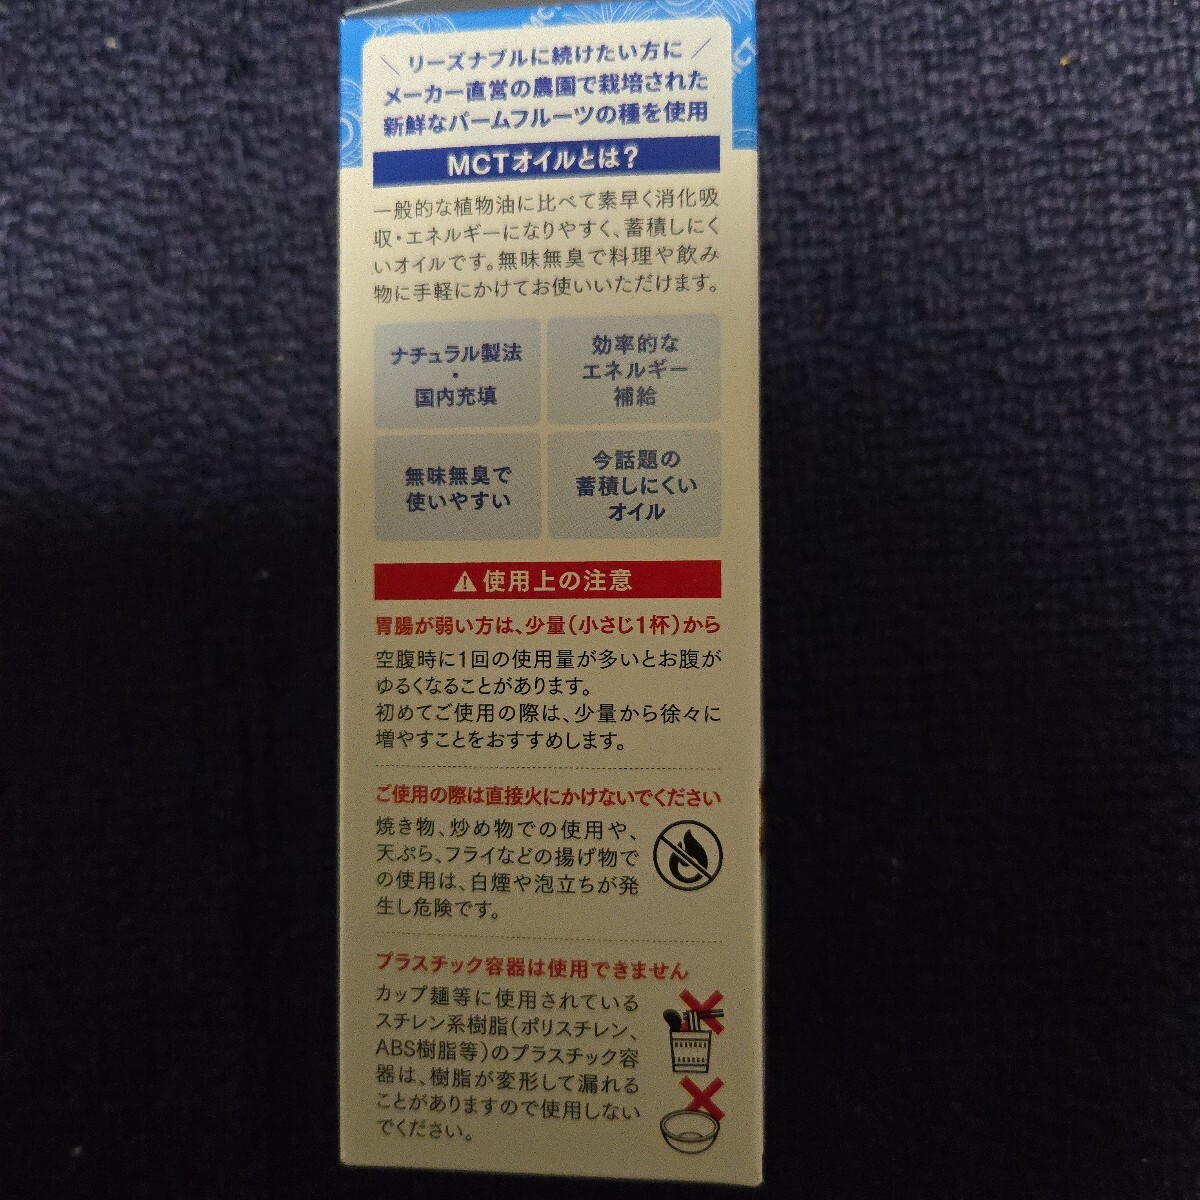 ＼ リーズナブルに続けたい方に ／
メーカー直営の農園で栽培された
新鮮なパームフルーツの種を使用
MCTオイルとは？
一般的な植物油に比べて素早く消化吸
収・エネルギーになりやすく、蓄積しにく
いオイルです。無味無臭で料理や飲み
物に手軽にかけてお使いいただけます。
ナチュラル製法
・
国内充填
効率的な
エネルギー
補給
無味無臭で
使いやすい
今話題の
蓄積しにくい
オイル
⚠使用上の注意
胃腸が弱い方は、少量（小さじ1杯）から
空腹時に1回の使用量が多いとお腹が
ゆるくなることがあります。
初めてご使用の際は、少量から徐々に
増やすことをおすすめします。
ご使用の際は直接火にかけないでください
焼き物、炒め物での使用や、
天ぷら、フライなどの揚げ物で
の使用は、白煙や泡立ちが発
生し危険です。
プラスチック容器は使用できません
カップ麺等に使用されている
スチレン系樹脂（ポリスチレン、
ABS樹脂等）のプラスチック容
器は、樹脂が変形して漏れる
ことがありますので使用しない
でください。